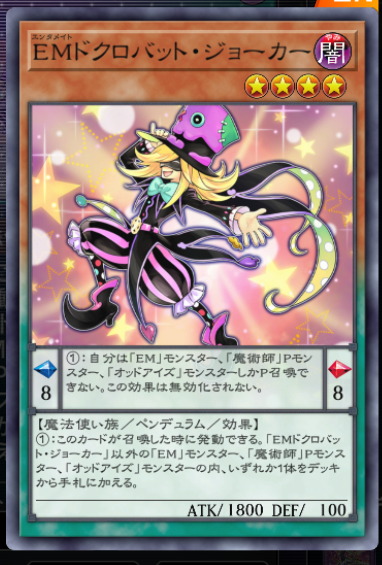 エンタメイト
EMドクロバット・ジョーカー
やみ
闇
①:自分は「EM」モンスター、「魔術師」Pモン
スター、「オッドアイズ」モンスターしかP召喚で
きない。この効果は無効化されない。
8
8
【魔法使い族/ペンデュラム/効果】
①:このカードが召喚した時に発動できる。「EMドクロバッ
ト・ジョーカー」以外の「EM」モンスター、「魔術師」Pモンス
ター、「オッドアイズ」モンスターの内、いずれか1体をデッキ
から手札に加える。
ATK/1800 DEF/ 100